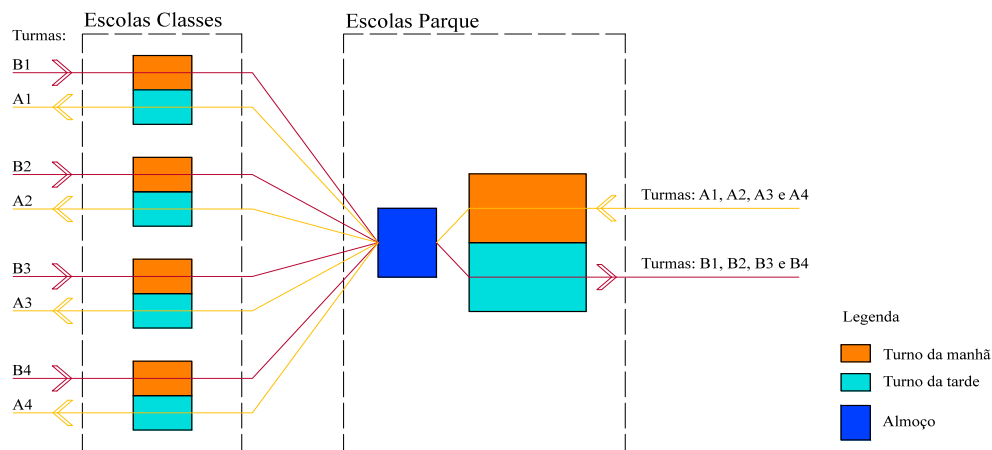 Escolas Classes
Escolas Parque
Turmas:
B1
A1
B2
A2
B3
A3
B4
A4
Turmas: A1, A2, A3 e A4
Turmas: B1, B2, B3 e B4
Legenda
Turno da manhã
Turno da tarde
Almoço